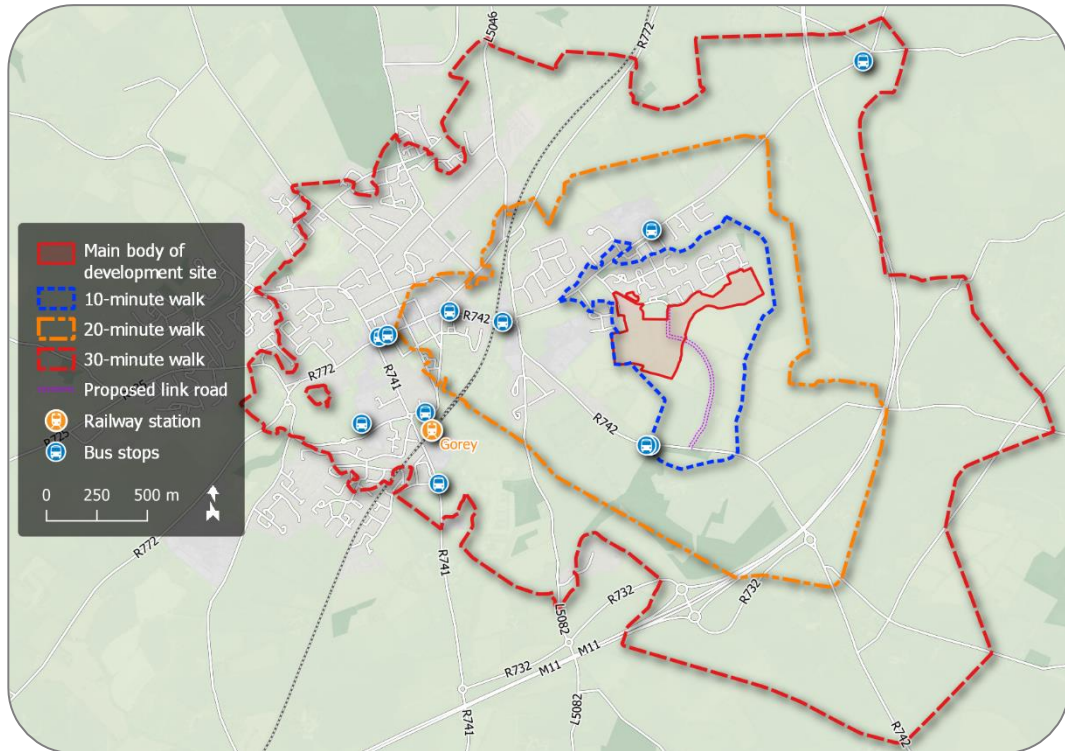 L5046
R772
Main body of
development site
10-minute walk
20-minute walk
30-minute walk
Proposed link road
Railway station
Bus stops
0 250 500 m
R742
R772
R741
R725
R742
Gorey
R772
R741
R732
R732
L5082
R732
M11
M11
L5082
R741
R742